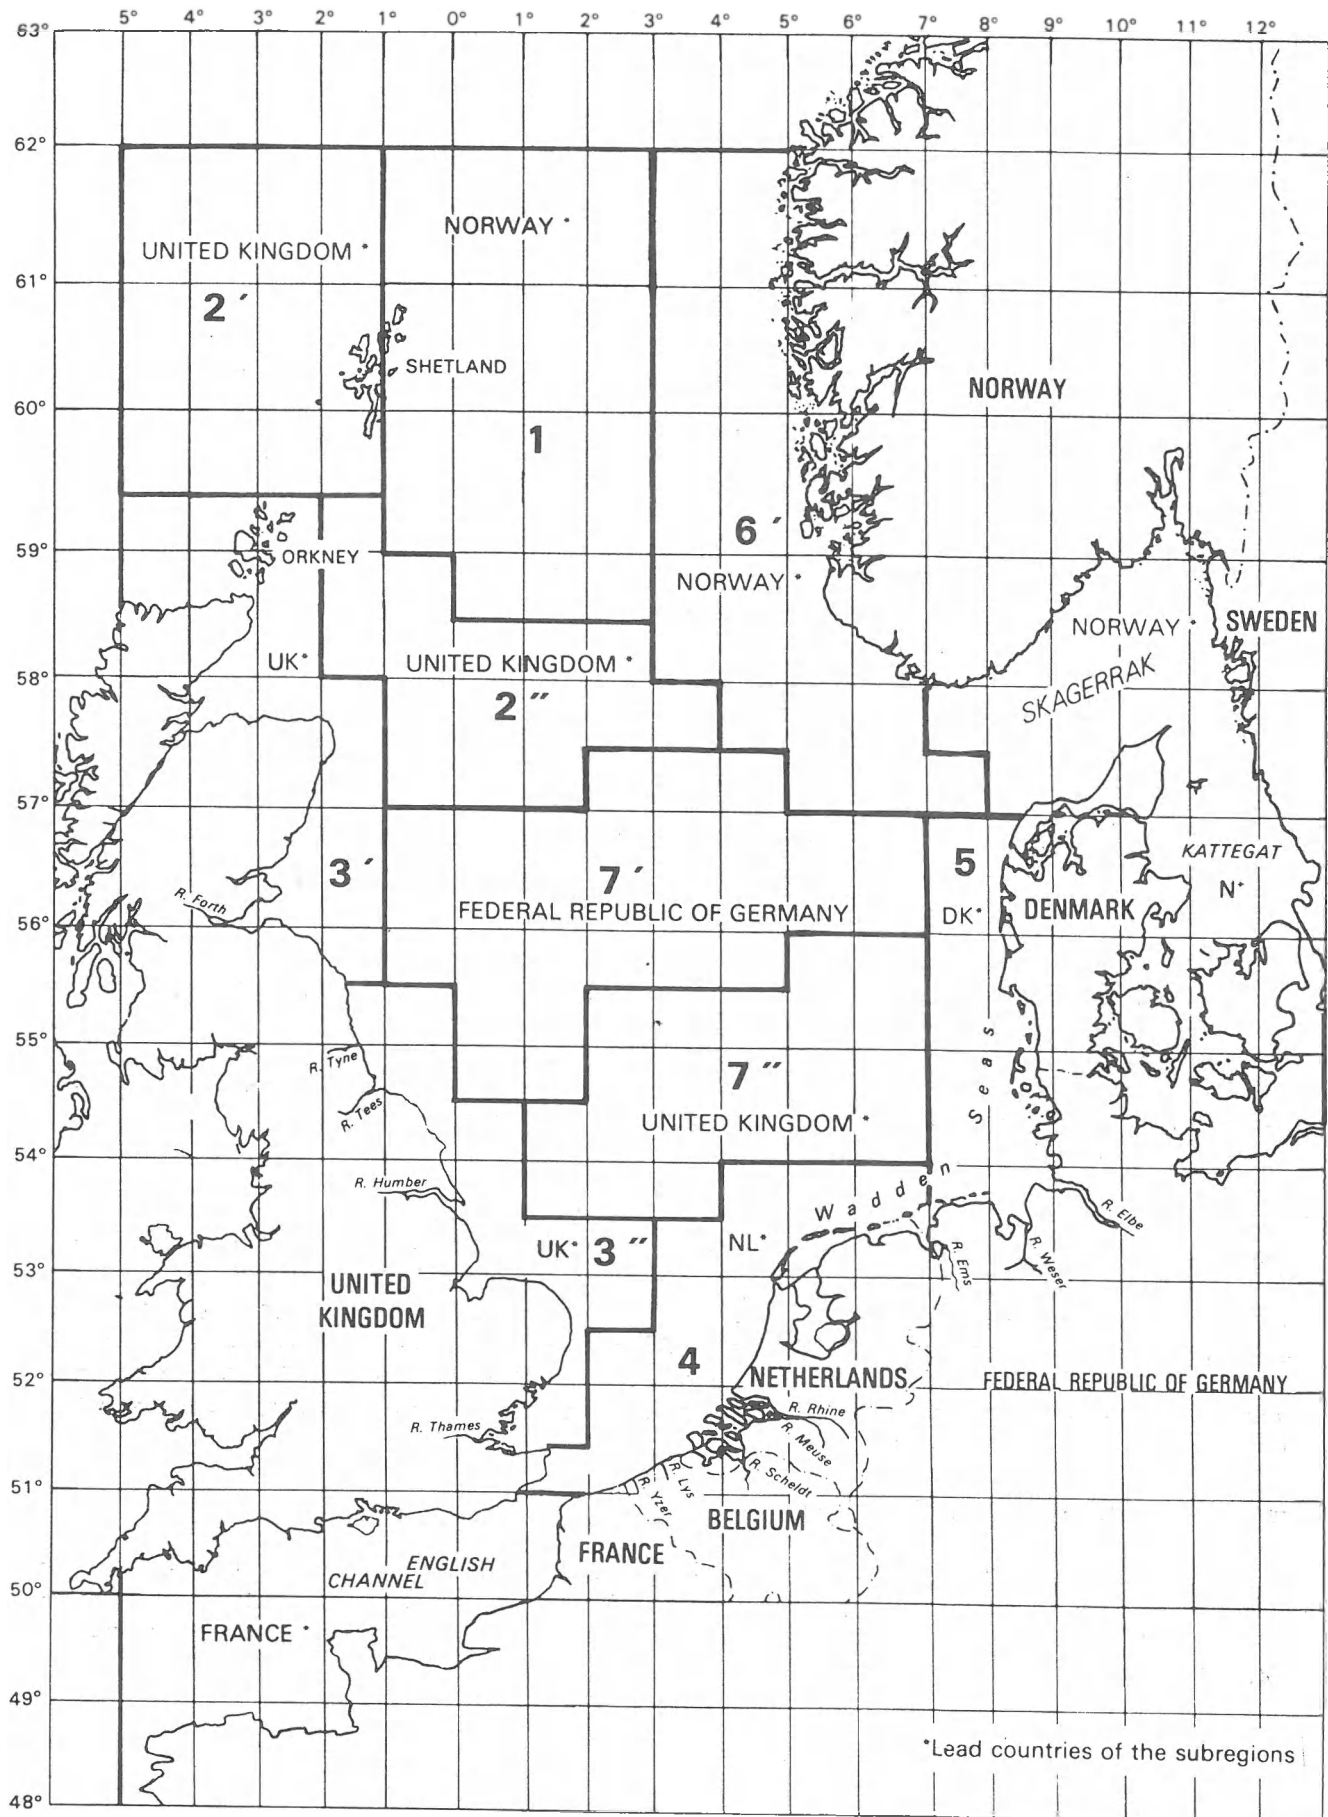 5° 4° 3° 2° 1° 0° 1° 2° 3° 4° 5° 6° 7° 8° 9° 10° 11° 12°
63°
62°
NORWAY *
UNITED KINGDOM *
61°
2′
SHETLAND
NORWAY
60°
1
6′
59°
ORKNEY
NORWAY *
NORWAY *
SWEDEN
UK*
UNITED KINGDOM *
58°
SKAGERRAK
2″
57°
KATTEGAT
5
3′
7′
N*
R. Forth
FEDERAL REPUBLIC OF GERMANY
DK*
DENMARK
56°
55°
R. Tyne
7″
R. Tees
UNITED KINGDOM *
54°
Wadden Seas
R. Humber
R. Elbe
UK*
3″
NL*
R. Ems
R. Weser
53°
UNITED
KINGDOM
4
52°
NETHERLANDS
FEDERAL REPUBLIC OF GERMANY
R. Rhine
R. Thames
R. Meuse
R. Scheldt
R. Lys
R. Yzer
51°
BELGIUM
FRANCE
ENGLISH
CHANNEL
50°
FRANCE *
49°
*Lead countries of the subregions
48°